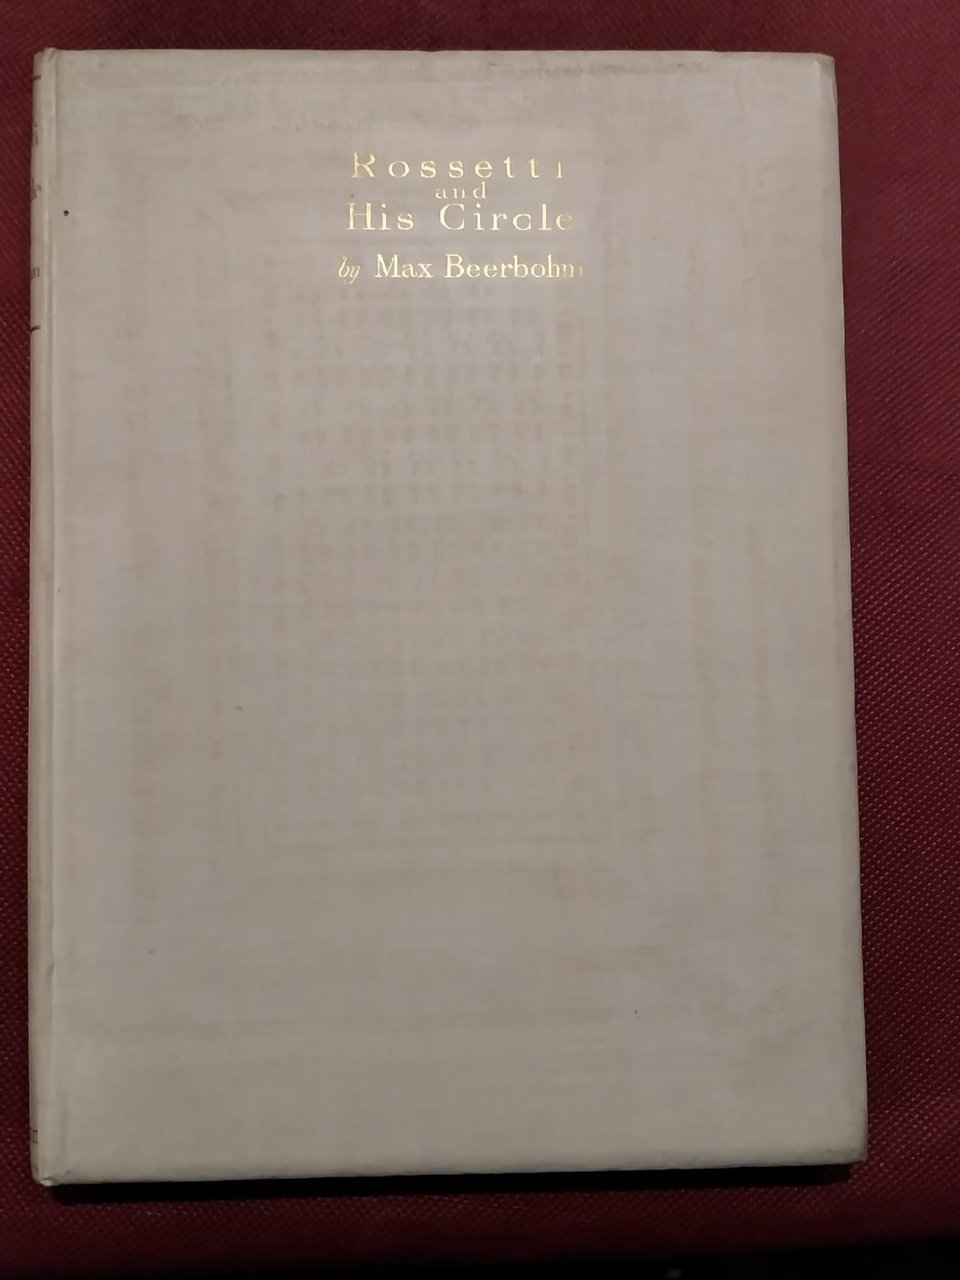 Rossetti
and
His Circle
by Max Beerbohm